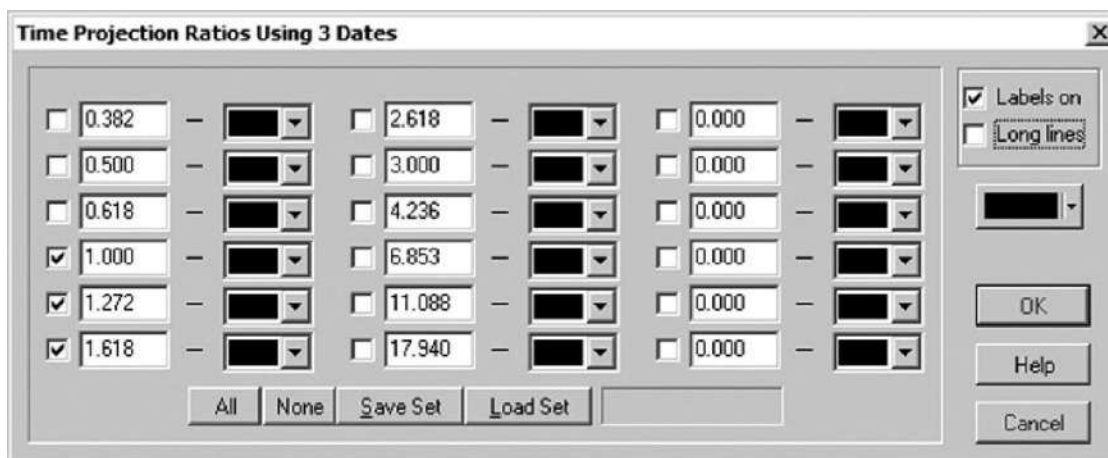 Time Projection Ratios Using 3 Dates
0.382 – 2.618 – 0.000 –
0.500 – 3.000 – 0.000 –
0.618 – 4.236 – 0.000 –
1.000 – 6.853 – 0.000 –
1.272 – 11.088 – 0.000 –
1.618 – 17.940 – 0.000 –
All None Save Set Load Set
Labels on
Long lines
OK
Help
Cancel